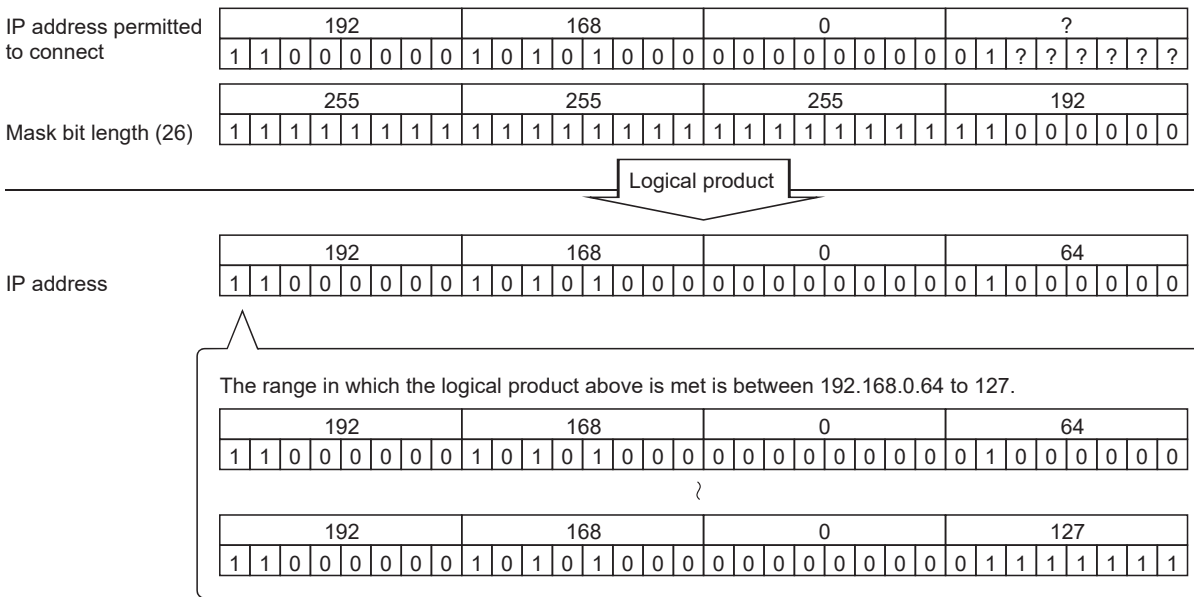 IP address permitted to connect
192 168 0 ?
1 1 0 0 0 0 0 0 1 0 1 0 1 0 0 0 0 0 0 0 0 0 0 0 0 1 ? ? ? ? ? ?
255 255 255 192
Mask bit length (26)
1 1 1 1 1 1 1 1 1 1 1 1 1 1 1 1 1 1 1 1 1 1 1 1 1 1 0 0 0 0 0 0
Logical product
192 168 0 64
IP address
1 1 0 0 0 0 0 0 1 0 1 0 1 0 0 0 0 0 0 0 0 0 0 0 0 1 0 0 0 0 0 0
The range in which the logical product above is met is between 192.168.0.64 to 127.
192 168 0 64
1 1 0 0 0 0 0 0 1 0 1 0 1 0 0 0 0 0 0 0 0 0 0 0 0 1 0 0 0 0 0 0
~
192 168 0 127
1 1 0 0 0 0 0 0 1 0 1 0 1 0 0 0 0 0 0 0 0 0 0 0 0 1 1 1 1 1 1 1